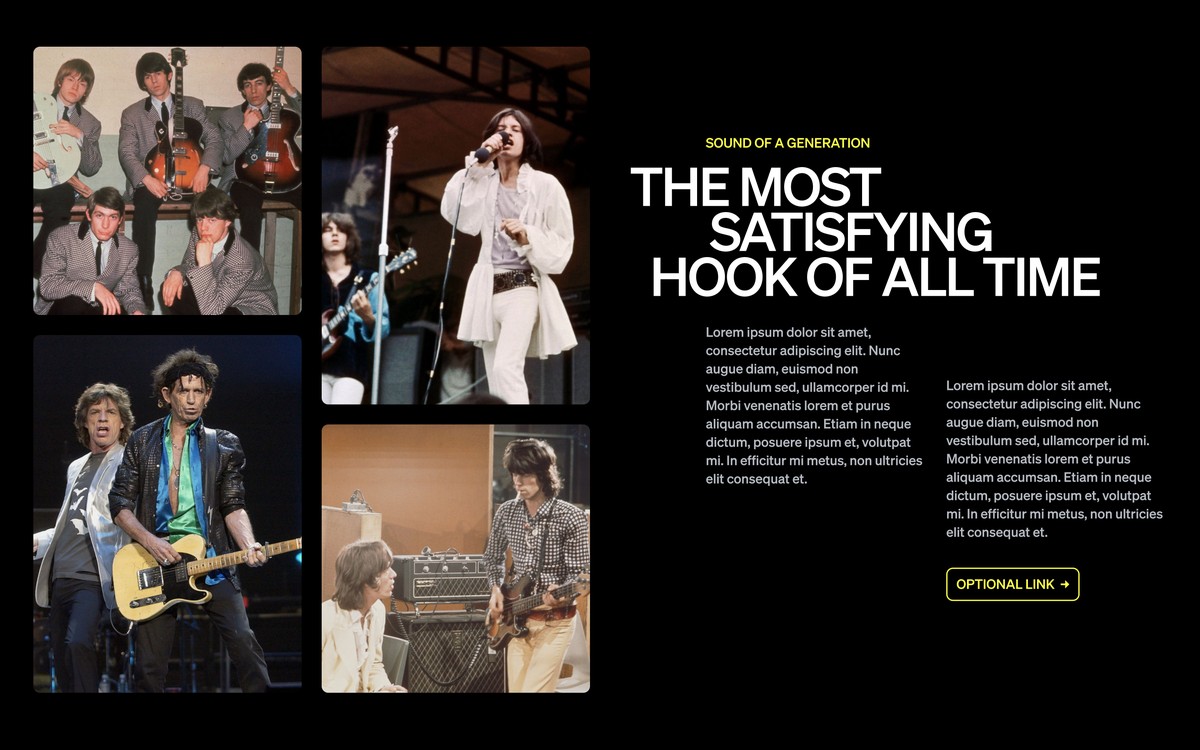 SOUND OF A GENERATION
THE MOST
SATISFYING
HOOK OF ALL TIME
Lorem ipsum dolor sit amet,
consectetur adipiscing elit. Nunc
augue diam, euismod non
vestibulum sed, ullamcorper id mi.
Morbi venenatis lorem et purus
aliquam accumsan. Etiam in neque
dictum, posuere ipsum et, volutpat
mi. In efficitur mi metus, non ultricies
elit consequat et.
Lorem ipsum dolor sit amet,
consectetur adipiscing elit. Nunc
augue diam, euismod non
vestibulum sed, ullamcorper id mi.
Morbi venenatis lorem et purus
aliquam accumsan. Etiam in neque
dictum, posuere ipsum et, volutpat
mi. In efficitur mi metus, non ultricies
elit consequat et.
OPTIONAL LINK →